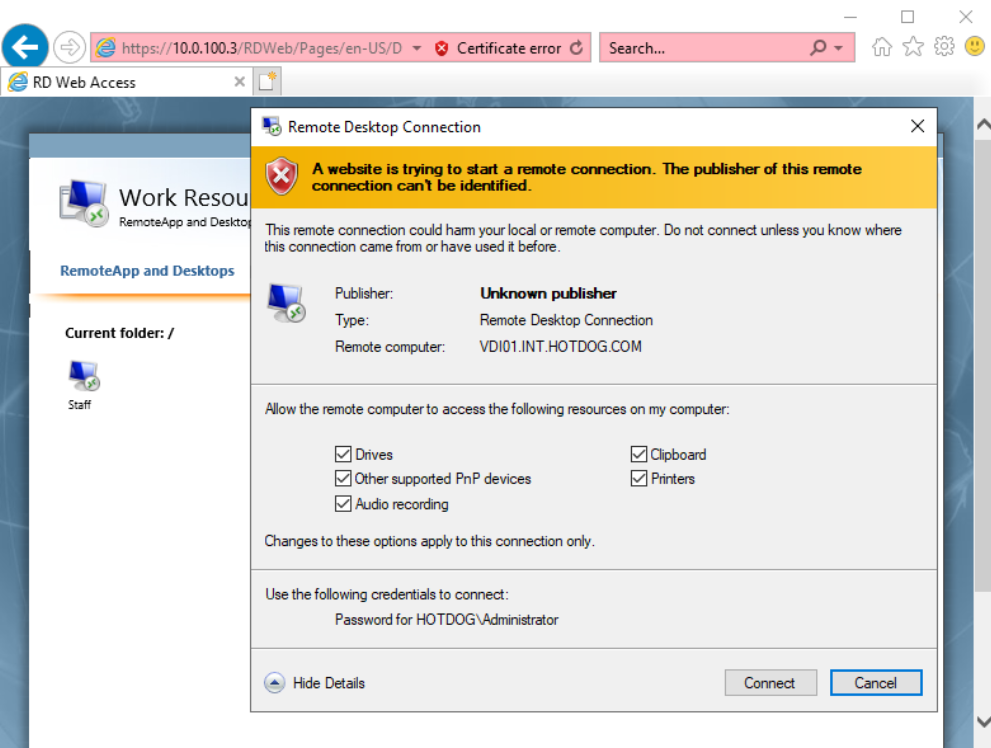 https://10.0.100.3/RDWeb/Pages/en-US/D
Certificate error
Search...
RD Web Access
Remote Desktop Connection
A website is trying to start a remote connection. The publisher of this remote
connection can't be identified.
Work Resou
RemoteApp and Desktop
This remote connection could harm your local or remote computer. Do not connect unless you know where
this connection came from or have used it before.
RemoteApp and Desktops
Publisher: Unknown publisher
Type: Remote Desktop Connection
Remote computer: VDI01.INT.HOTDOG.COM
Current folder: /
Staff
Allow the remote computer to access the following resources on my computer:
Drives Clipboard
Other supported PnP devices Printers
Audio recording
Changes to these options apply to this connection only.
Use the following credentials to connect:
Password for HOTDOG\Administrator
Hide Details Connect Cancel